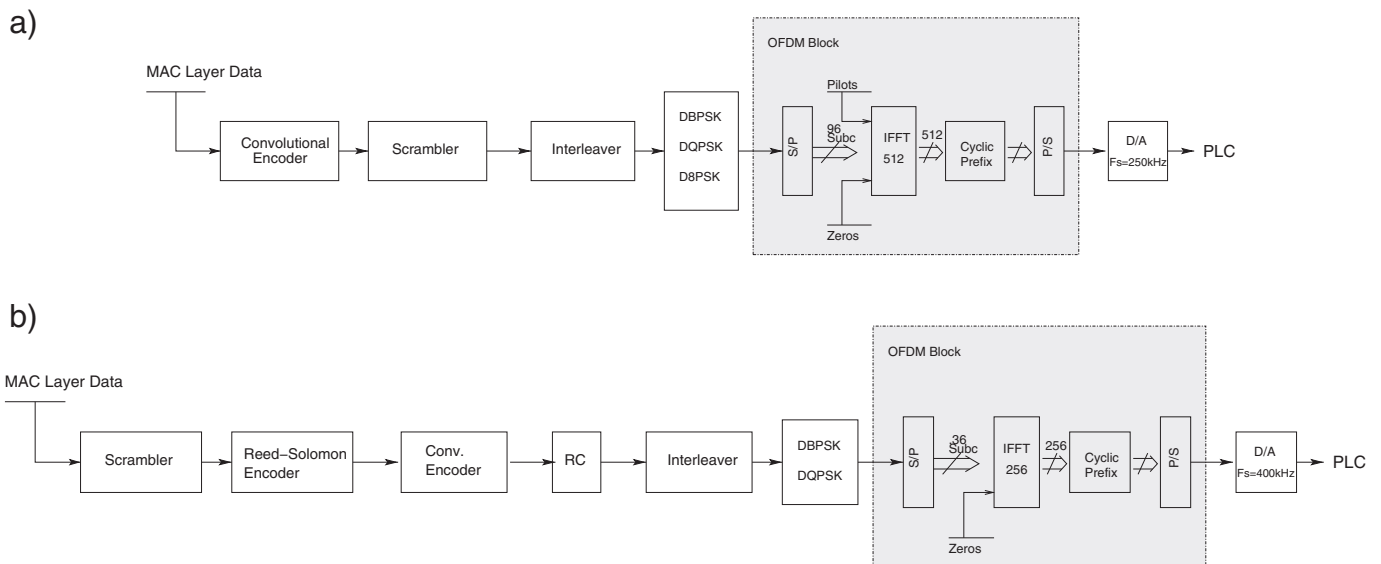 a)
OFDM Block
MAC Layer Data
Pilots
Convolutional
Encoder
Scrambler
Interleaver
DBPSK
DQPSK
D8PSK
S/P
96
Subc
IFFT
512
512
Cyclic
Prefix
P/S
D/A
Fs=250kHz
PLC
Zeros
b)
OFDM Block
MAC Layer Data
Scrambler
Reed–Solomon
Encoder
Conv.
Encoder
RC
Interleaver
DBPSK
DQPSK
S/P
36
Subc
IFFT
256
256
Cyclic
Prefix
P/S
D/A
Fs=400kHz
PLC
Zeros